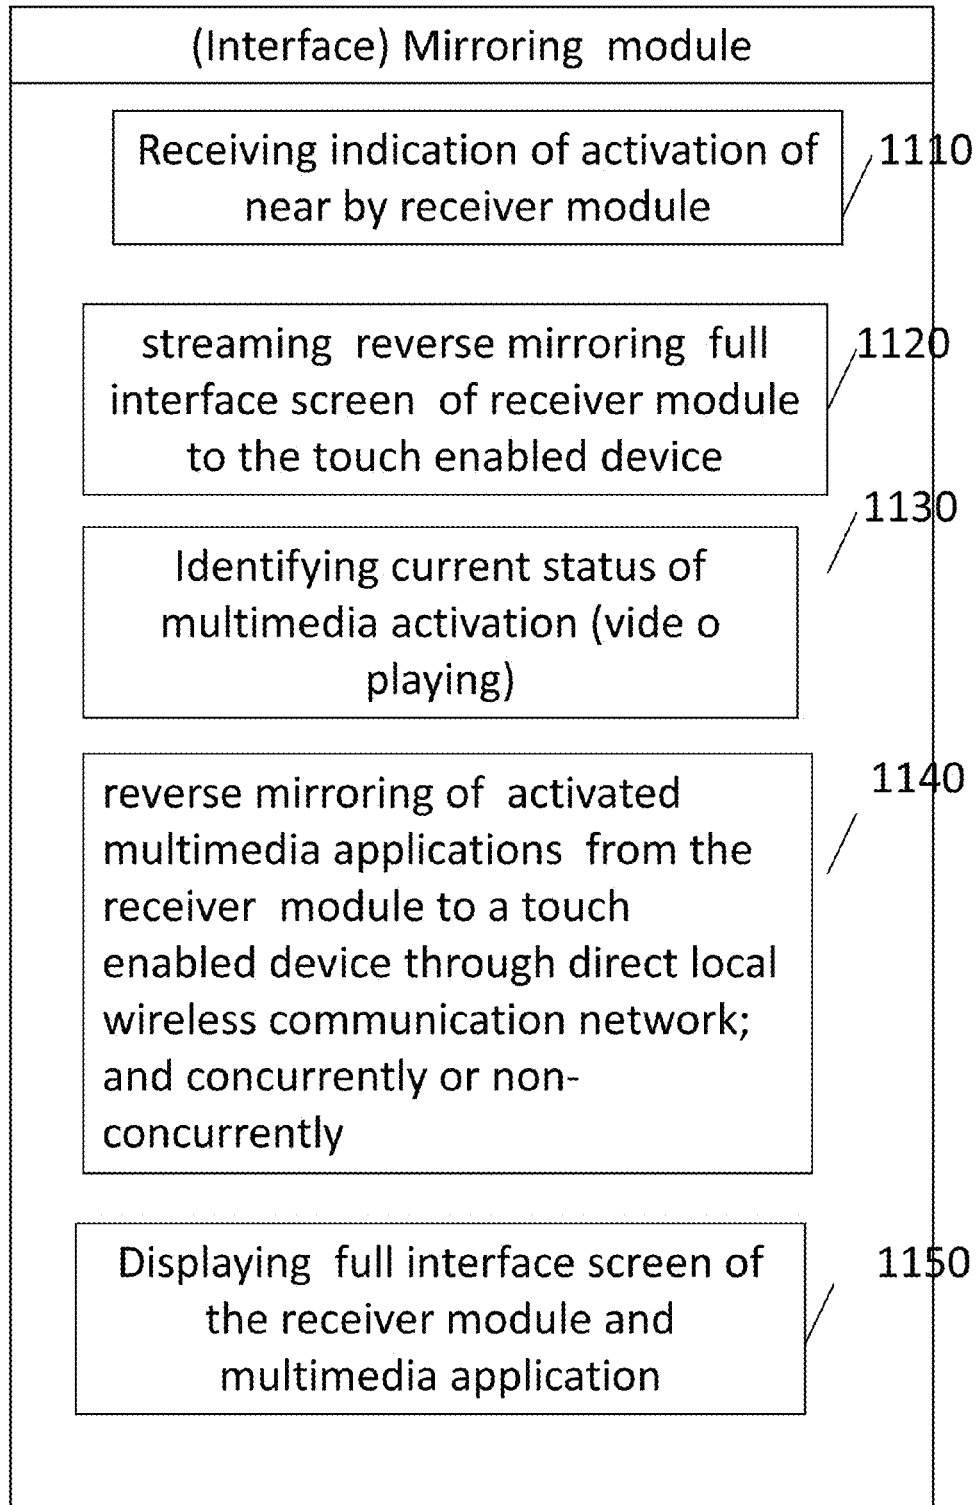 (Interface) Mirroring module
Receiving indication of activation of
near by receiver module
1110
streaming reverse mirroring full
interface screen of receiver module
to the touch enabled device
1120
1130
Identifying current status of
multimedia activation (vide o
playing)
1140
reverse mirroring of activated
multimedia applications from the
receiver module to a touch
enabled device through direct local
wireless communication network;
and concurrently or non-
concurrently
Displaying full interface screen of
the receiver module and
multimedia application
1150